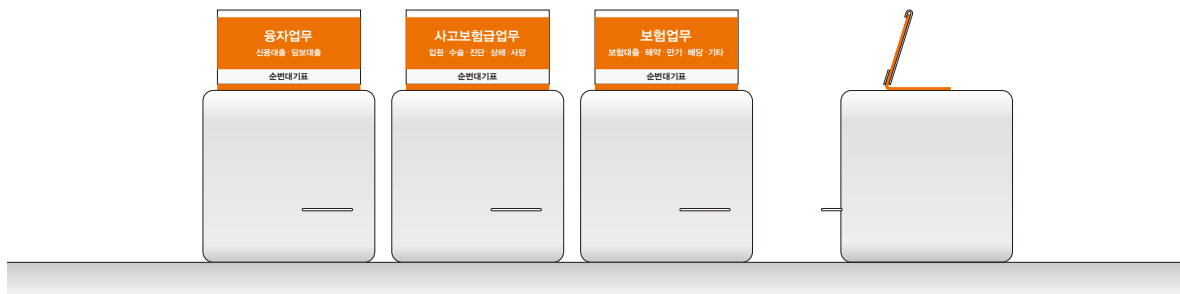 융자업무
신용대출·담보대출
순번대기표
사고보험급업무
입원·수술·진단·상해·사망
순번대기표
보험업무
보험대출·해약·만기·배당·기타
순번대기표